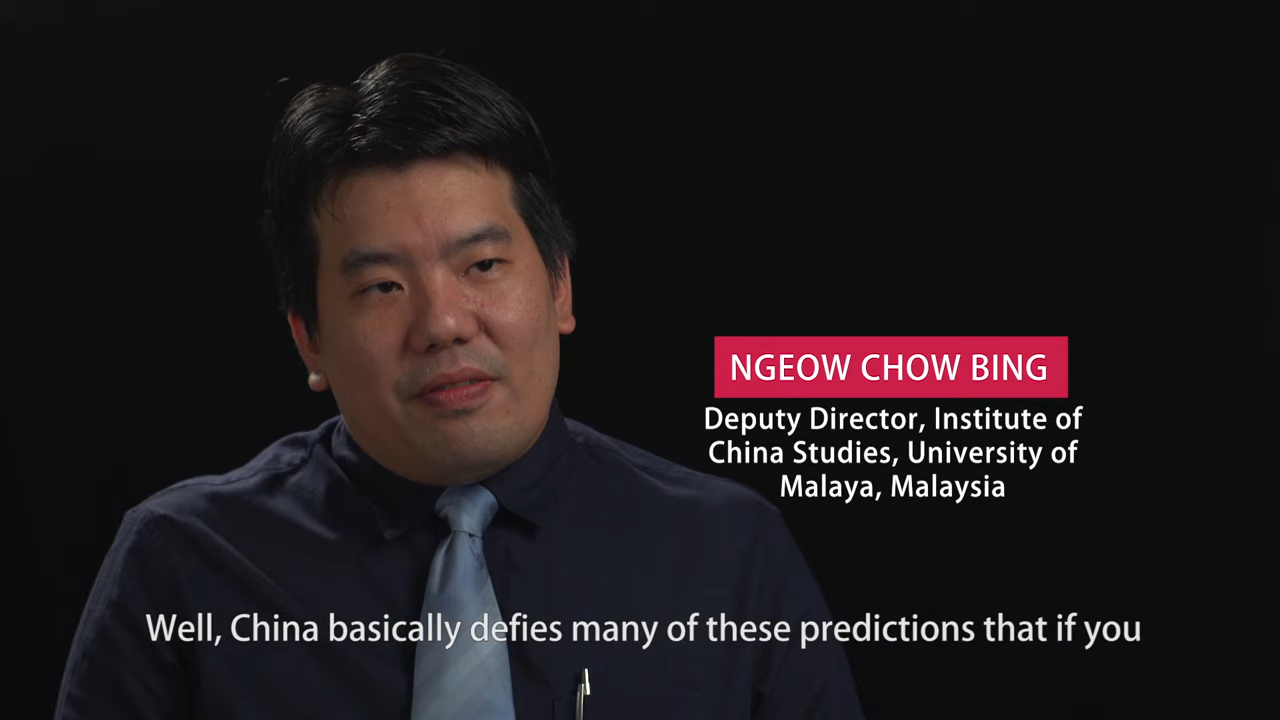 NGEOW CHOW BING
Deputy Director, Institute of
China Studies, University of
Malaya, Malaysia
Well, China basically defies many of these predictions that if you